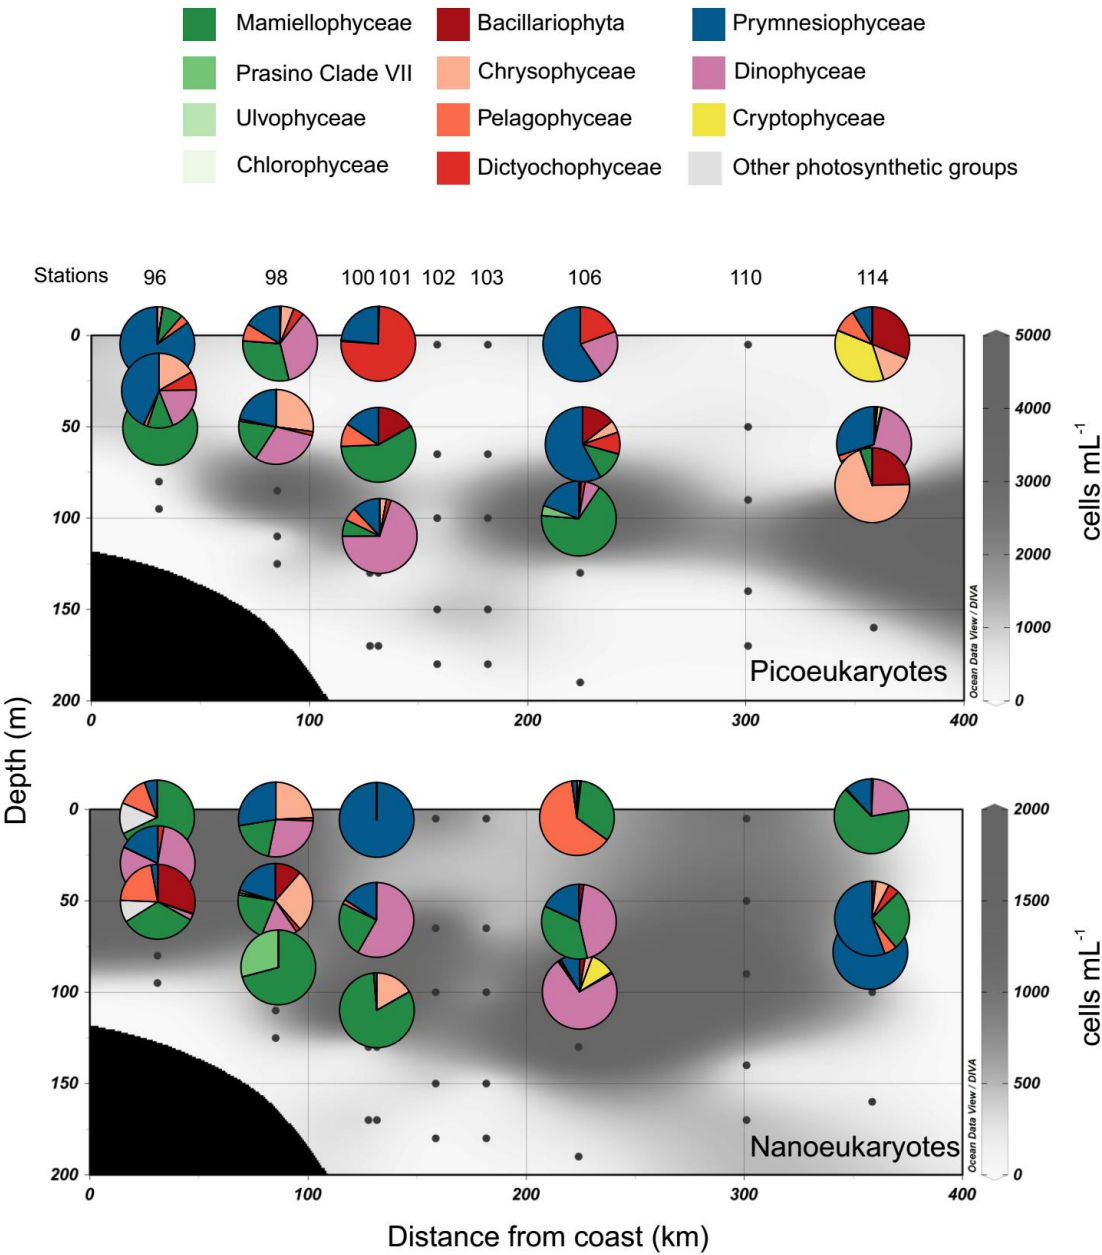 Mamiellophyceae Bacillariophyta Prymnesiophyceae
Prasino Clade VII Chrysophyceae Dinophyceae
Ulvophyceae Pelagophyceae Cryptophyceae
Chlorophyceae Dictyochophyceae Other photosynthetic groups
Stations 96 98 100 101 102 103 106 110 114
0
50
100
150
200
0 100 200 300 400
Picoeukaryotes
Ocean Data View / DIVA
5000
4000
3000
2000
1000
0
cells mL⁻¹
Depth (m)
0
50
100
150
200
0 100 200 300 400
Nanoeukaryotes
Ocean Data View / DIVA
2000
1500
1000
500
0
cells mL⁻¹
Distance from coast (km)